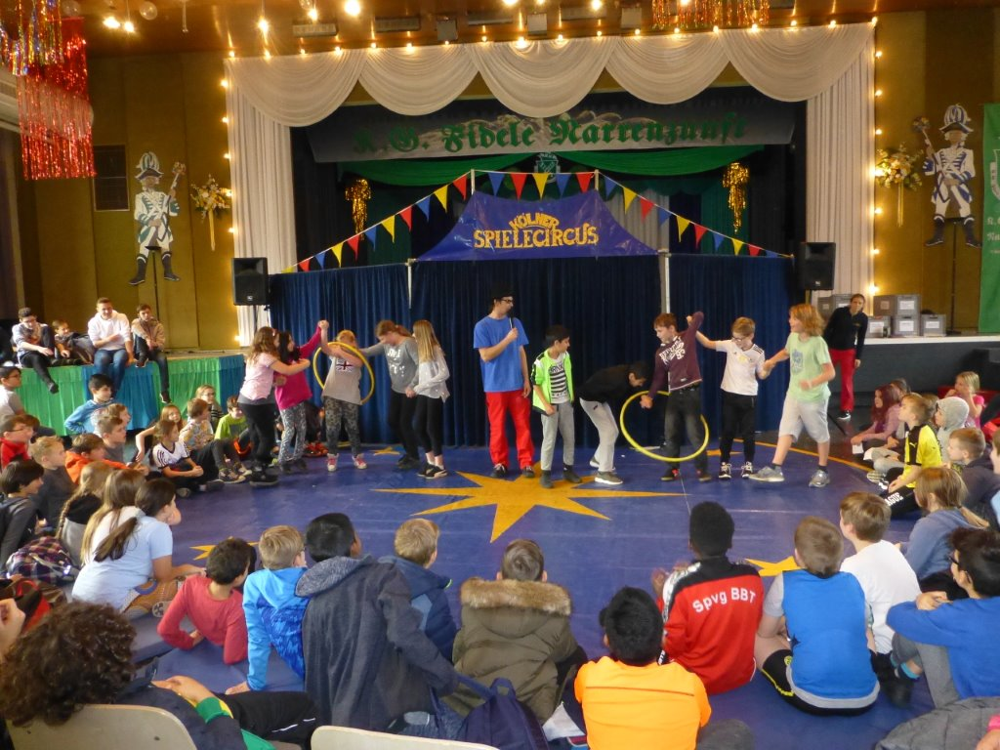 K.G. Fidele Narrenzunft
KÖLNER
SPIELECIRCUS
Spvg BBT